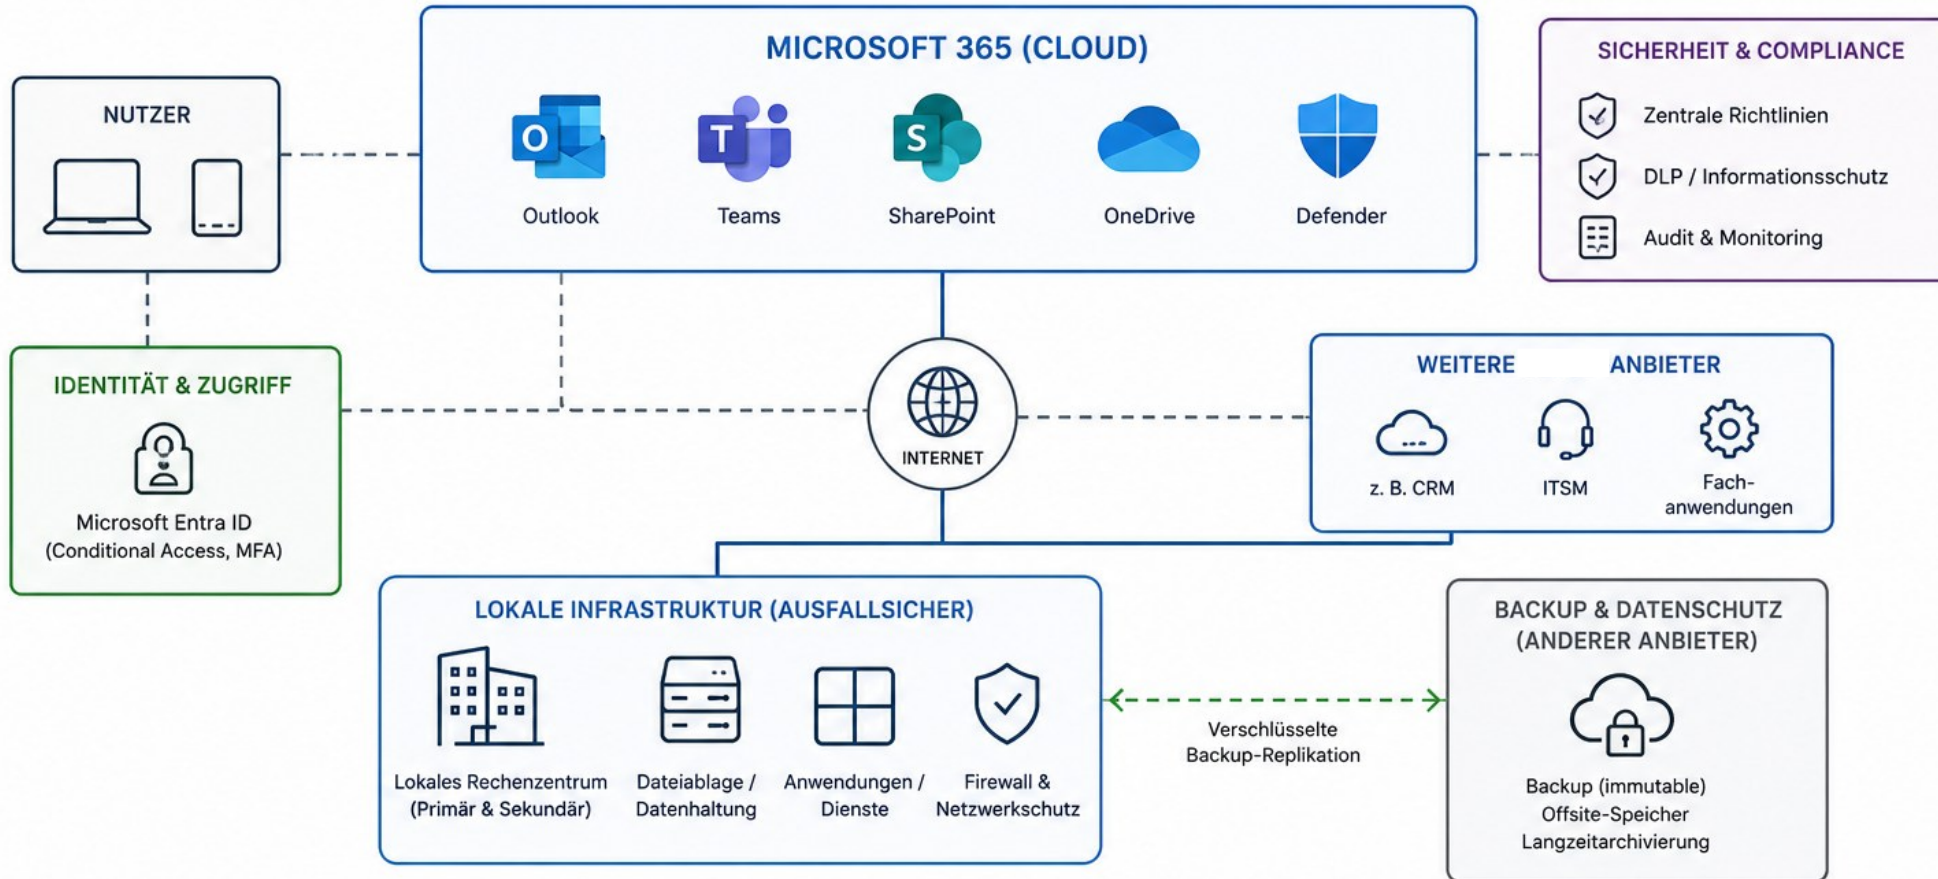 MICROSOFT 365 (CLOUD)
Outlook
Teams
SharePoint
OneDrive
Defender
SICHERHEIT & COMPLIANCE
Zentrale Richtlinien
DLP / Informationsschutz
Audit & Monitoring
NUTZER
IDENTITÄT & ZUGRIFF
Microsoft Entra ID
(Conditional Access, MFA)
INTERNET
WEITERE ANBIETER
z. B. CRM
ITSM
Fach-
anwendungen
LOKALE INFRASTRUKTUR (AUSFALLSICHER)
Lokales Rechenzentrum
(Primär & Sekundär)
Dateiablage /
Datenhaltung
Anwendungen /
Dienste
Firewall &
Netzwerkschutz
Verschlüsselte
Backup-Replikation
BACKUP & DATENSCHUTZ
(ANDERER ANBIETER)
Backup (immutable)
Offsite-Speicher
Langzeitarchivierung